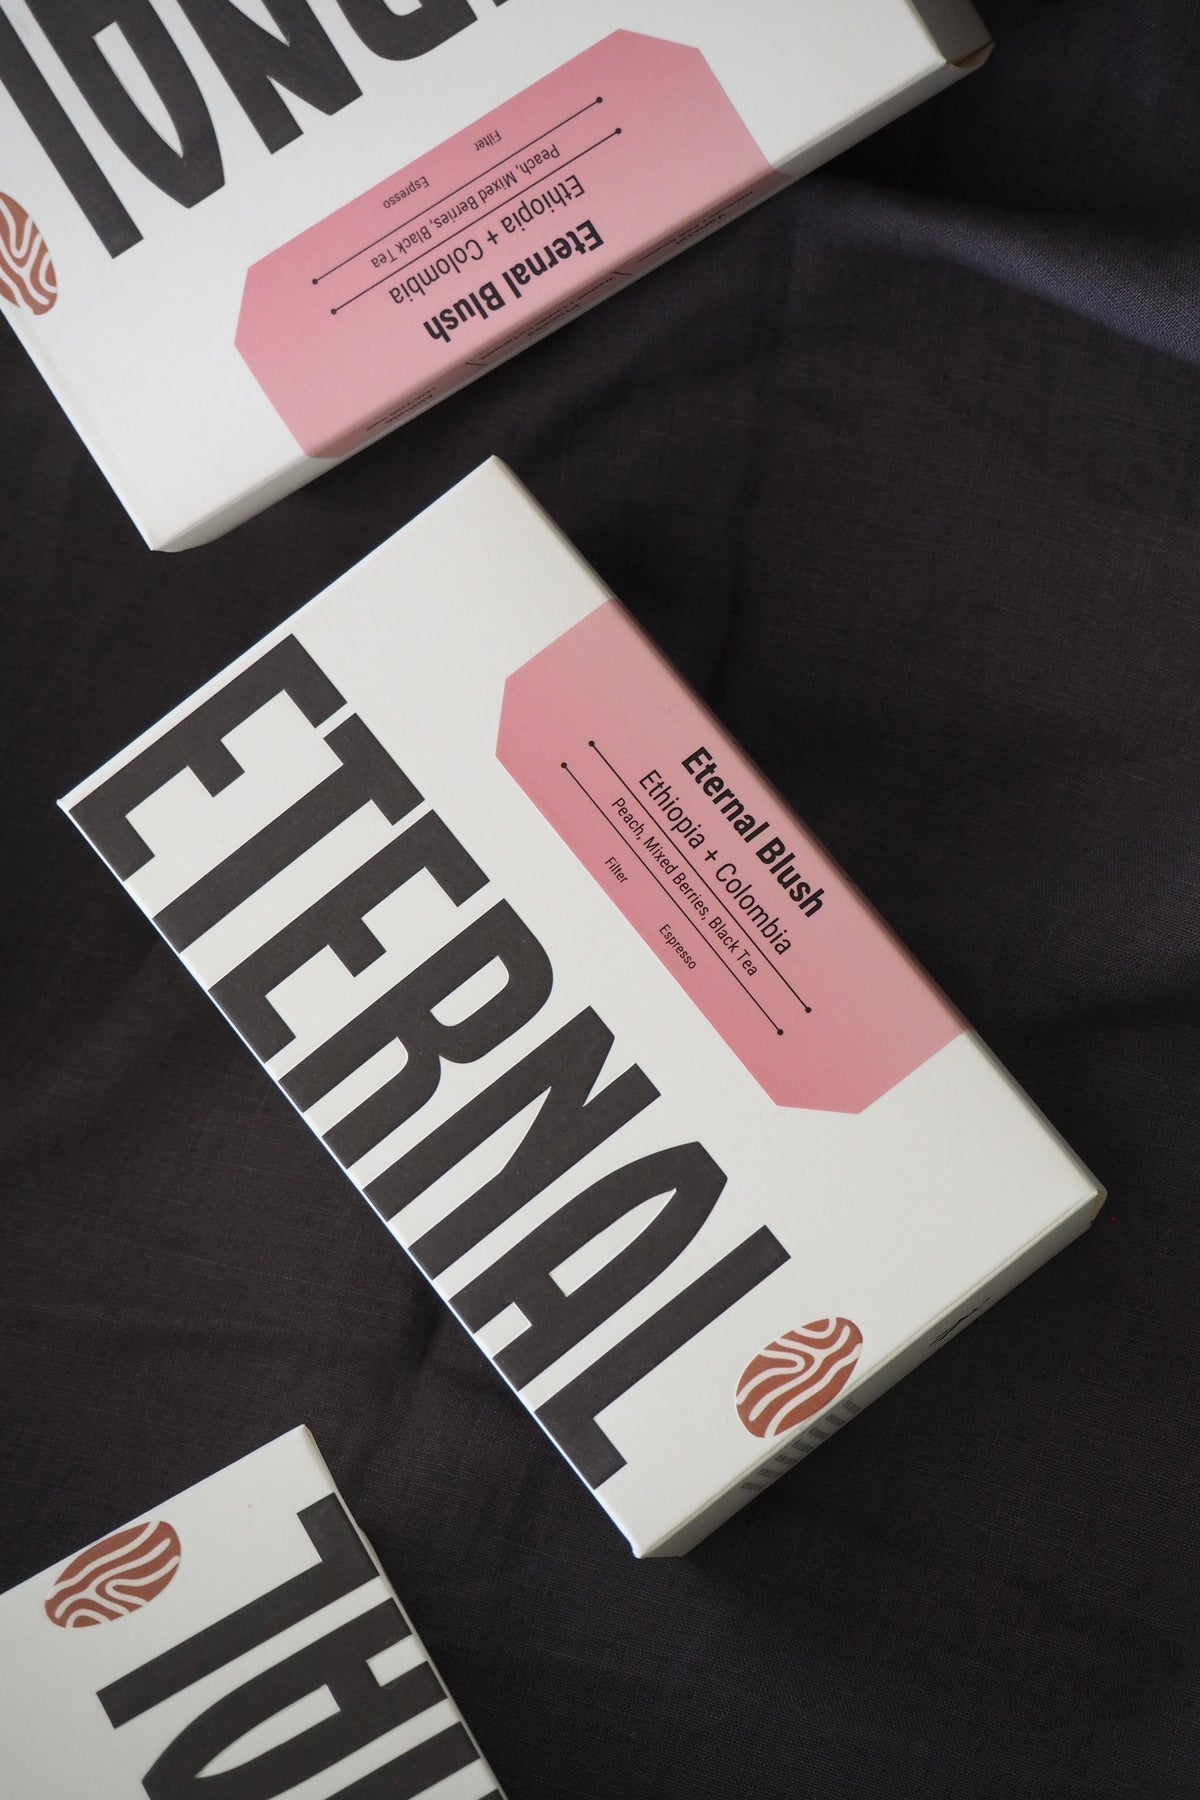 Eternal Blush
Ethiopia + Colombia
Peach, Mixed Berries, Black Tea
Filter
Espresso
Eternal Blush
Ethiopia + Colombia
Peach, Mixed Berries, Black Tea
Filter
Espresso
ETERNAL